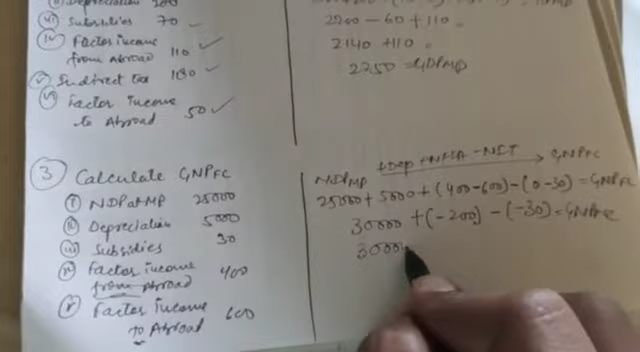 Depreciation 200
Subsidies 70
Factor income
from Abroad 110
Indirect tax
Factor income
to Abroad 50
2200 - 60 + 110
2140 + 110
2250 = GDPMP
3 Calculate GNPFC
i NDPatMP 25000
ii Depreciation 5000
iii Subsidies 30
iv Factor income
from Abroad 400
v Factor income
to Abroad 600
NDPMP +Dep +NFIA -NIT GNPFC
25000 + 5000 + (400-600) - (0-30) = GNPFC
30000 + (-200) - (-30) = GNPFC
3000